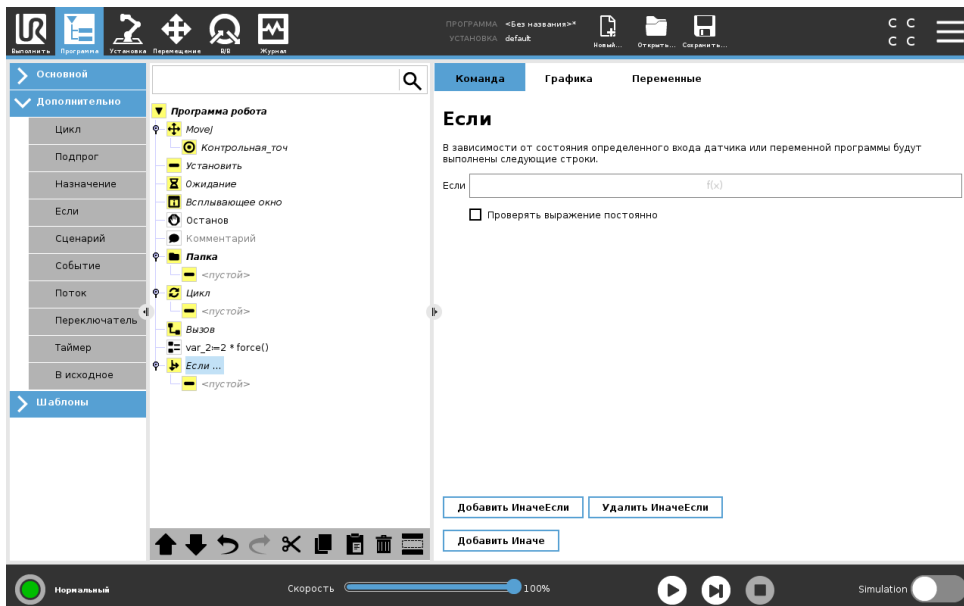 UR
Выполнить
Программа
Установка
Перемещение
В/В
Журнал
ПРОГРАММА <Без названия>*
УСТАНОВКА default
Новый...
Открыть...
Сохранить...
C C
C C
Основной
Дополнительно
Цикл
Подпрог
Назначение
Если
Сценарий
Событие
Поток
Переключатель
Таймер
В исходное
Шаблоны
Программа робота
MoveJ
Контрольная_точ
Установить
Ожидание
Всплывающее окно
Останов
Комментарий
Папка
<пустой>
Цикл
<пустой>
Вызов
var_2≔2 * force()
Если ...
<пустой>
Команда
Графика
Переменные
Если
В зависимости от состояния определенного входа датчика или переменной программы будут
выполнены следующие строки.
Если
f(x)
Проверять выражение постоянно
Добавить ИначеЕсли
Удалить ИначеЕсли
Добавить Иначе
Нормальный
Скорость
100%
Simulation